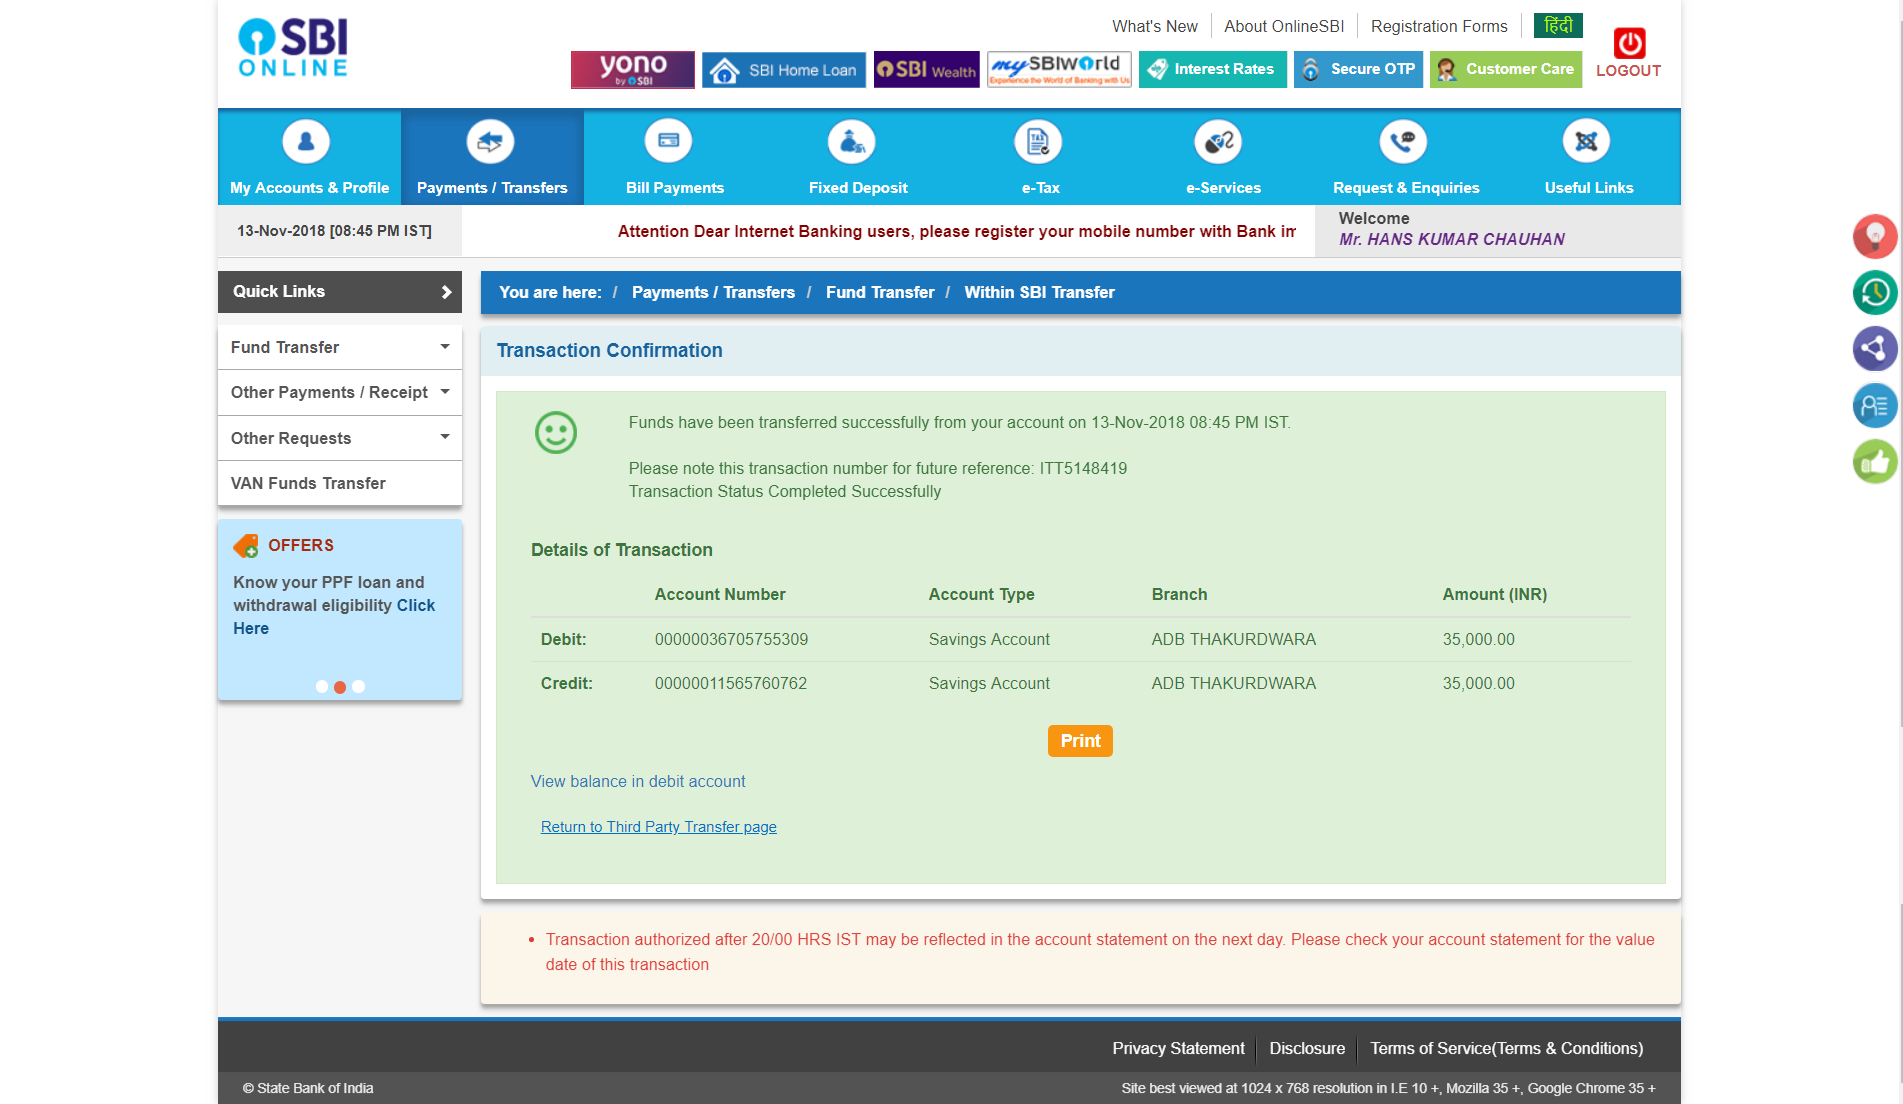 SBI
ONLINE
What's New
About OnlineSBI
Registration Forms
हिंदी
LOGOUT
yono
by SBI
SBI Home Loan
SBI Wealth
mySBIWorld
Experience the World of Banking with Us
Interest Rates
Secure OTP
Customer Care
My Accounts & Profile
Payments / Transfers
Bill Payments
Fixed Deposit
TAX
e-Tax
e-Services
Request & Enquiries
Useful Links
13-Nov-2018 [08:45 PM IST]
Attention Dear Internet Banking users, please register your mobile number with Bank im
Welcome
Mr. HANS KUMAR CHAUHAN
Quick Links
You are here: / Payments / Transfers / Fund Transfer / Within SBI Transfer
Fund Transfer
Other Payments / Receipt
Other Requests
VAN Funds Transfer
OFFERS
Know your PPF loan and
withdrawal eligibility Click
Here
Transaction Confirmation
Funds have been transferred successfully from your account on 13-Nov-2018 08:45 PM IST.
Please note this transaction number for future reference: ITT5148419
Transaction Status Completed Successfully
Details of Transaction
Account Number Account Type Branch Amount (INR)
Debit: 00000036705755309 Savings Account ADB THAKURDWARA 35,000.00
Credit: 00000011565760762 Savings Account ADB THAKURDWARA 35,000.00
Print
View balance in debit account
Return to Third Party Transfer page
• Transaction authorized after 20/00 HRS IST may be reflected in the account statement on the next day. Please check your account statement for the value
date of this transaction
Privacy Statement
Disclosure
Terms of Service(Terms & Conditions)
© State Bank of India
Site best viewed at 1024 x 768 resolution in I.E 10 +, Mozilla 35 +, Google Chrome 35 +